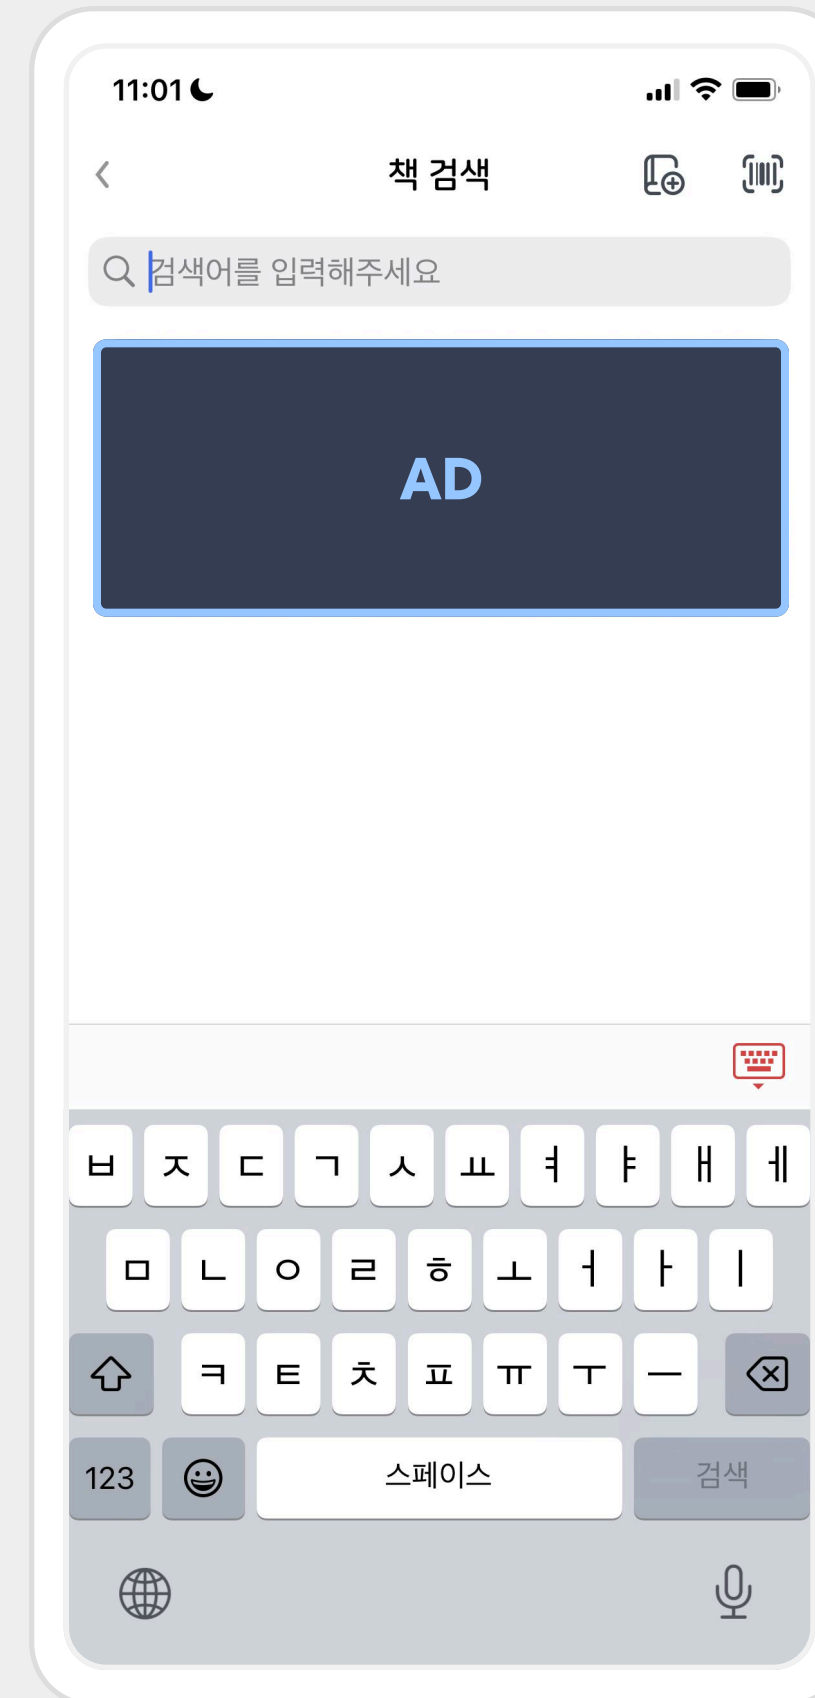 11:01
책 검색
검색어를 입력해주세요
AD
ㅂ ㅈ ㄷ ㄱ ㅅ ㅛ ㅕ ㅑ ㅐ ㅔ
ㅁ ㄴ ㅇ ㄹ ㅎ ㅗ ㅓ ㅏ ㅣ
ㅋ ㅌ ㅊ ㅍ ㅠ ㅜ ㅡ
123 스페이스 검색